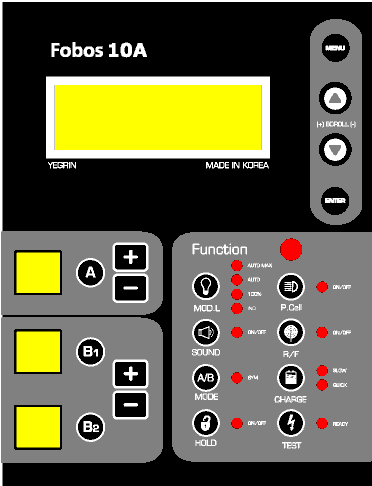 Fobos 10A
MENU
(+) SCROLL (-)
YEGRIN MADE IN KOREA
ENTER
A
+
-
B1
B2
+
-
Function
AUTO MAX
AUTO
100%
NO
MOD.L
P.Cell
ON/OFF
SOUND
ON/OFF
R/F
ON/OFF
A/B
MODE
SYM
CHARGE
SLOW
QUICK
HOLD
ON/OFF
TEST
READY